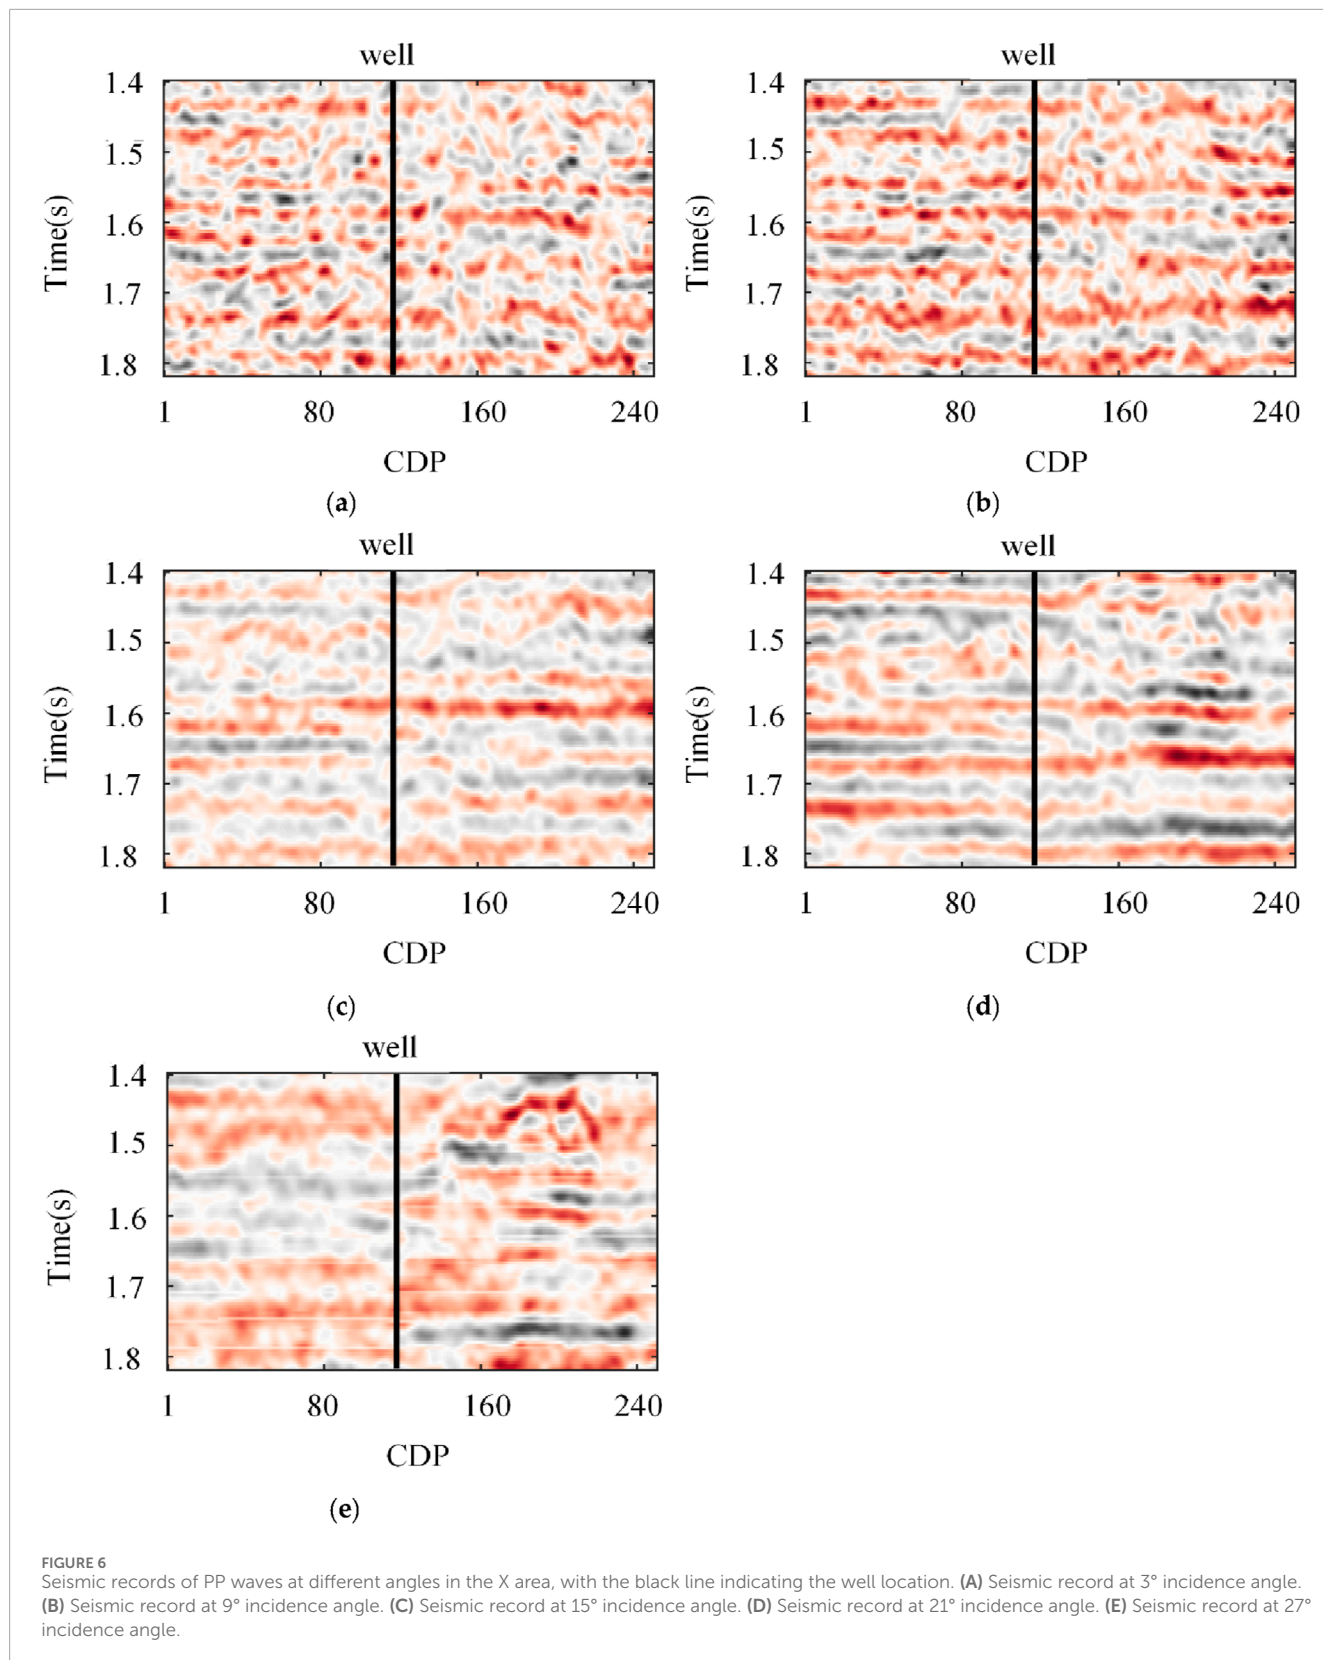 well
1.4
1.5
1.6
1.7
1.8
Time(s)
1 80 160 240
CDP
(a)
well
1.4
1.5
1.6
1.7
1.8
Time(s)
1 80 160 240
CDP
(b)
well
1.4
1.5
1.6
1.7
1.8
Time(s)
1 80 160 240
CDP
(c)
well
1.4
1.5
1.6
1.7
1.8
Time(s)
1 80 160 240
CDP
(d)
well
1.4
1.5
1.6
1.7
1.8
Time(s)
1 80 160 240
CDP
(e)
FIGURE 6
Seismic records of PP waves at different angles in the X area, with the black line indicating the well location. (A) Seismic record at 3° incidence angle.
(B) Seismic record at 9° incidence angle. (C) Seismic record at 15° incidence angle. (D) Seismic record at 21° incidence angle. (E) Seismic record at 27°
incidence angle.